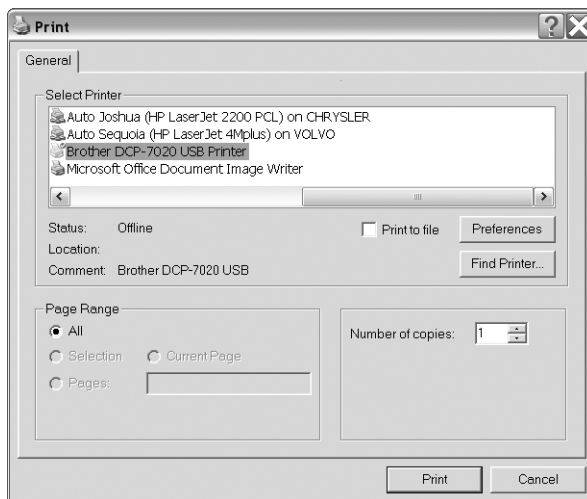 Print
General
Select Printer
Auto Joshua (HP LaserJet 2200 PCL) on CHRYSLER
Auto Sequoia (HP LaserJet 4Mplus) on VOLVO
Brother DCP-7020 USB Printer
Microsoft Office Document Image Writer
Status: Offline
Print to file
Preferences
Location:
Comment: Brother DCP-7020 USB
Find Printer...
Page Range
All
Selection Current Page
Pages:
Number of copies: 1
Print Cancel